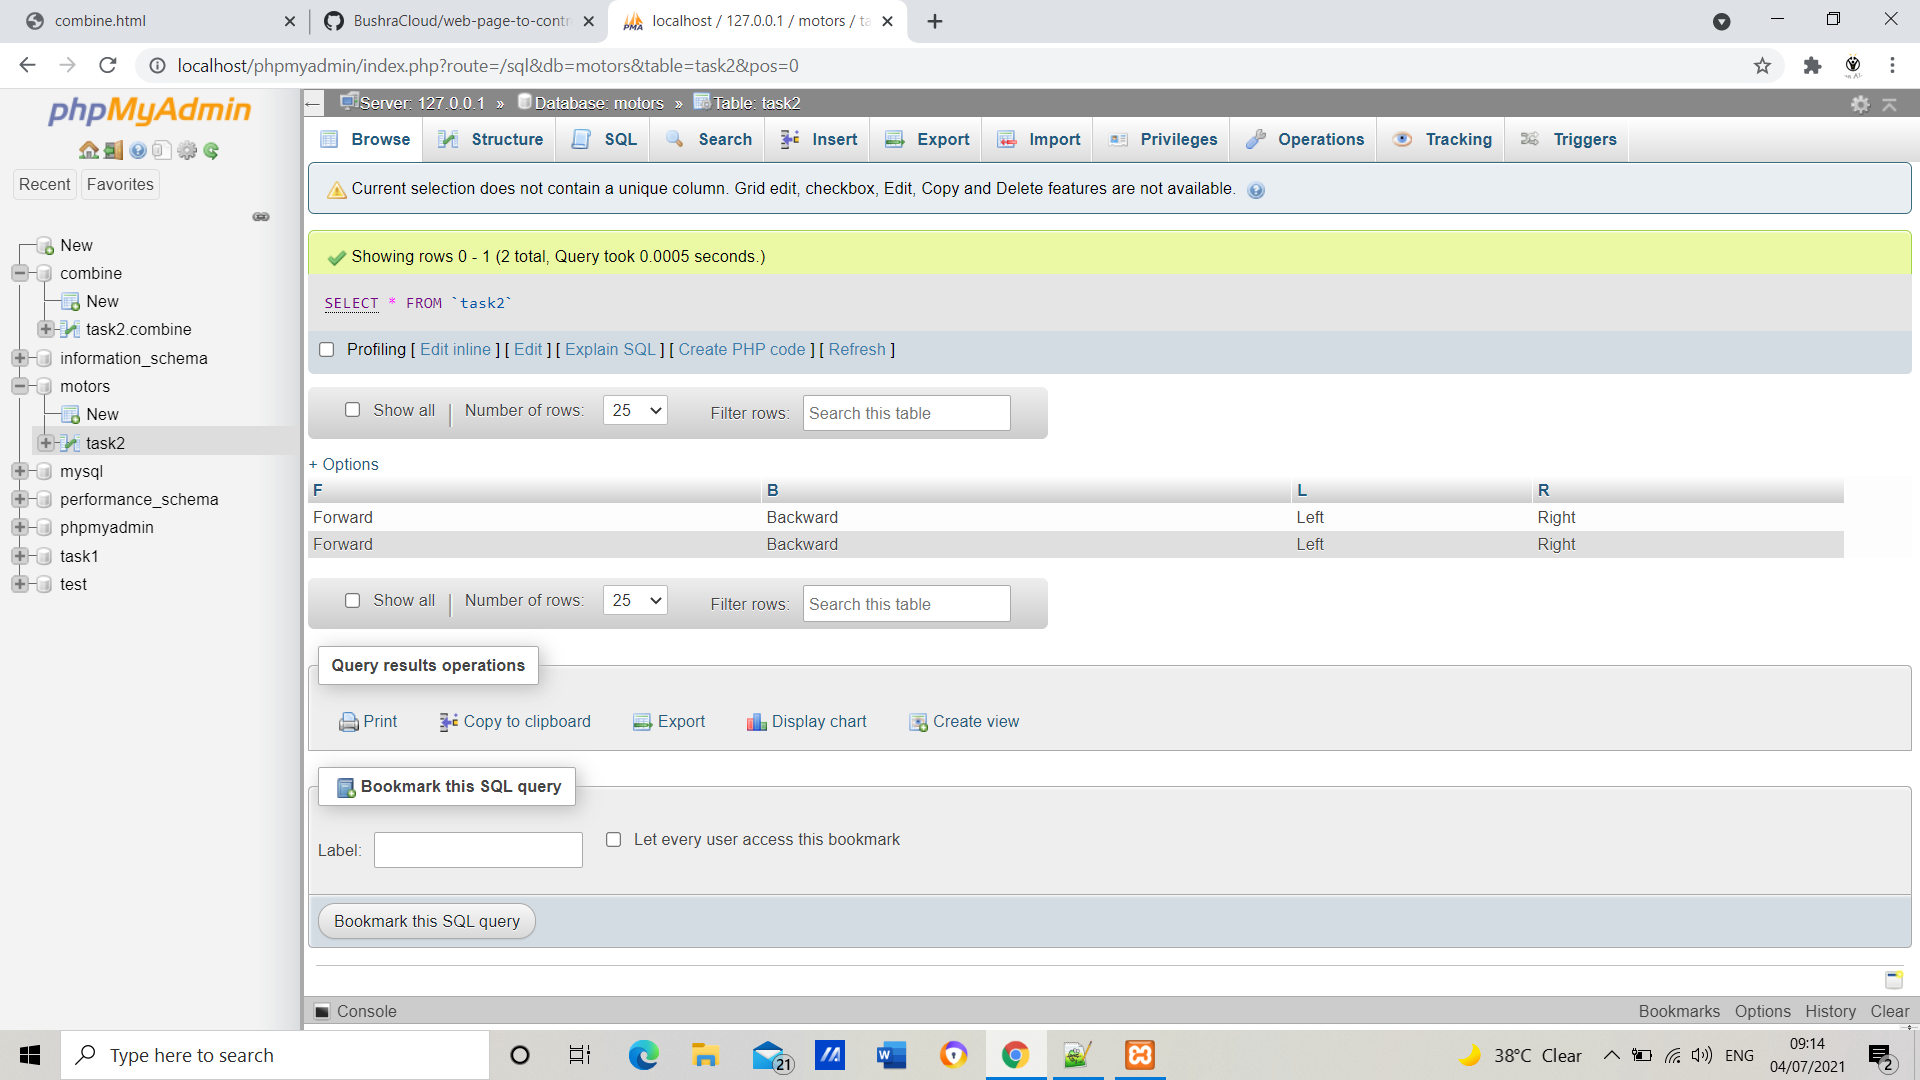 combine.html
BushraCloud/web-page-to-contr
localhost / 127.0.0.1 / motors / ta
localhost/phpmyadmin/index.php?route=/sql&db=motors&table=task2&pos=0
phpMyAdmin
Recent
Favorites
New
combine
New
task2.combine
information_schema
motors
New
task2
mysql
performance_schema
phpmyadmin
task1
test
Server: 127.0.0.1 » Database: motors » Table: task2
Browse
Structure
SQL
Search
Insert
Export
Import
Privileges
Operations
Tracking
Triggers
Current selection does not contain a unique column. Grid edit, checkbox, Edit, Copy and Delete features are not available.
Showing rows 0 - 1 (2 total, Query took 0.0005 seconds.)
SELECT * FROM `task2`
Profiling [ Edit inline ] [ Edit ] [ Explain SQL ] [ Create PHP code ] [ Refresh ]
Show all | Number of rows: 25 Filter rows: Search this table
+ Options
F B L R
Forward Backward Left Right
Forward Backward Left Right
Show all | Number of rows: 25 Filter rows: Search this table
Query results operations
Print Copy to clipboard Export Display chart Create view
Bookmark this SQL query
Label:
Let every user access this bookmark
Bookmark this SQL query
Console
Bookmarks Options History Clear
Type here to search
21
38°C Clear
ENG
09:14
04/07/2021
2